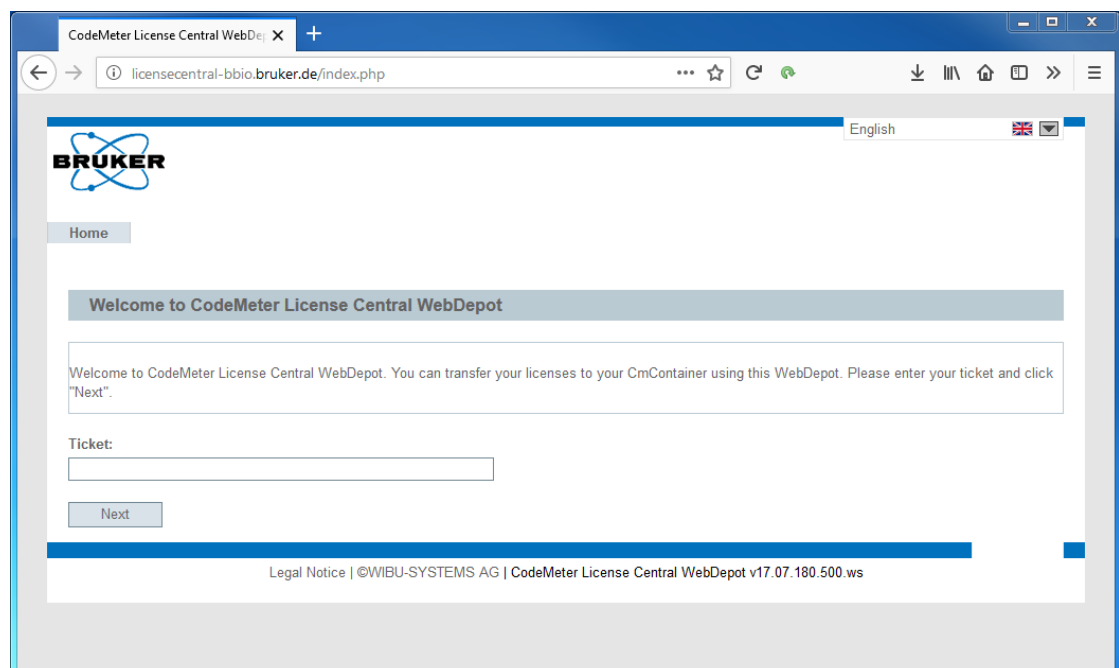 CodeMeter License Central WebDep
licensecentral-bbio.bruker.de/index.php
English
BRUKER
Home
Welcome to CodeMeter License Central WebDepot
Welcome to CodeMeter License Central WebDepot. You can transfer your licenses to your CmContainer using this WebDepot. Please enter your ticket and click
"Next".
Ticket:
Next
Legal Notice | ©WIBU-SYSTEMS AG | CodeMeter License Central WebDepot v17.07.180.500.ws